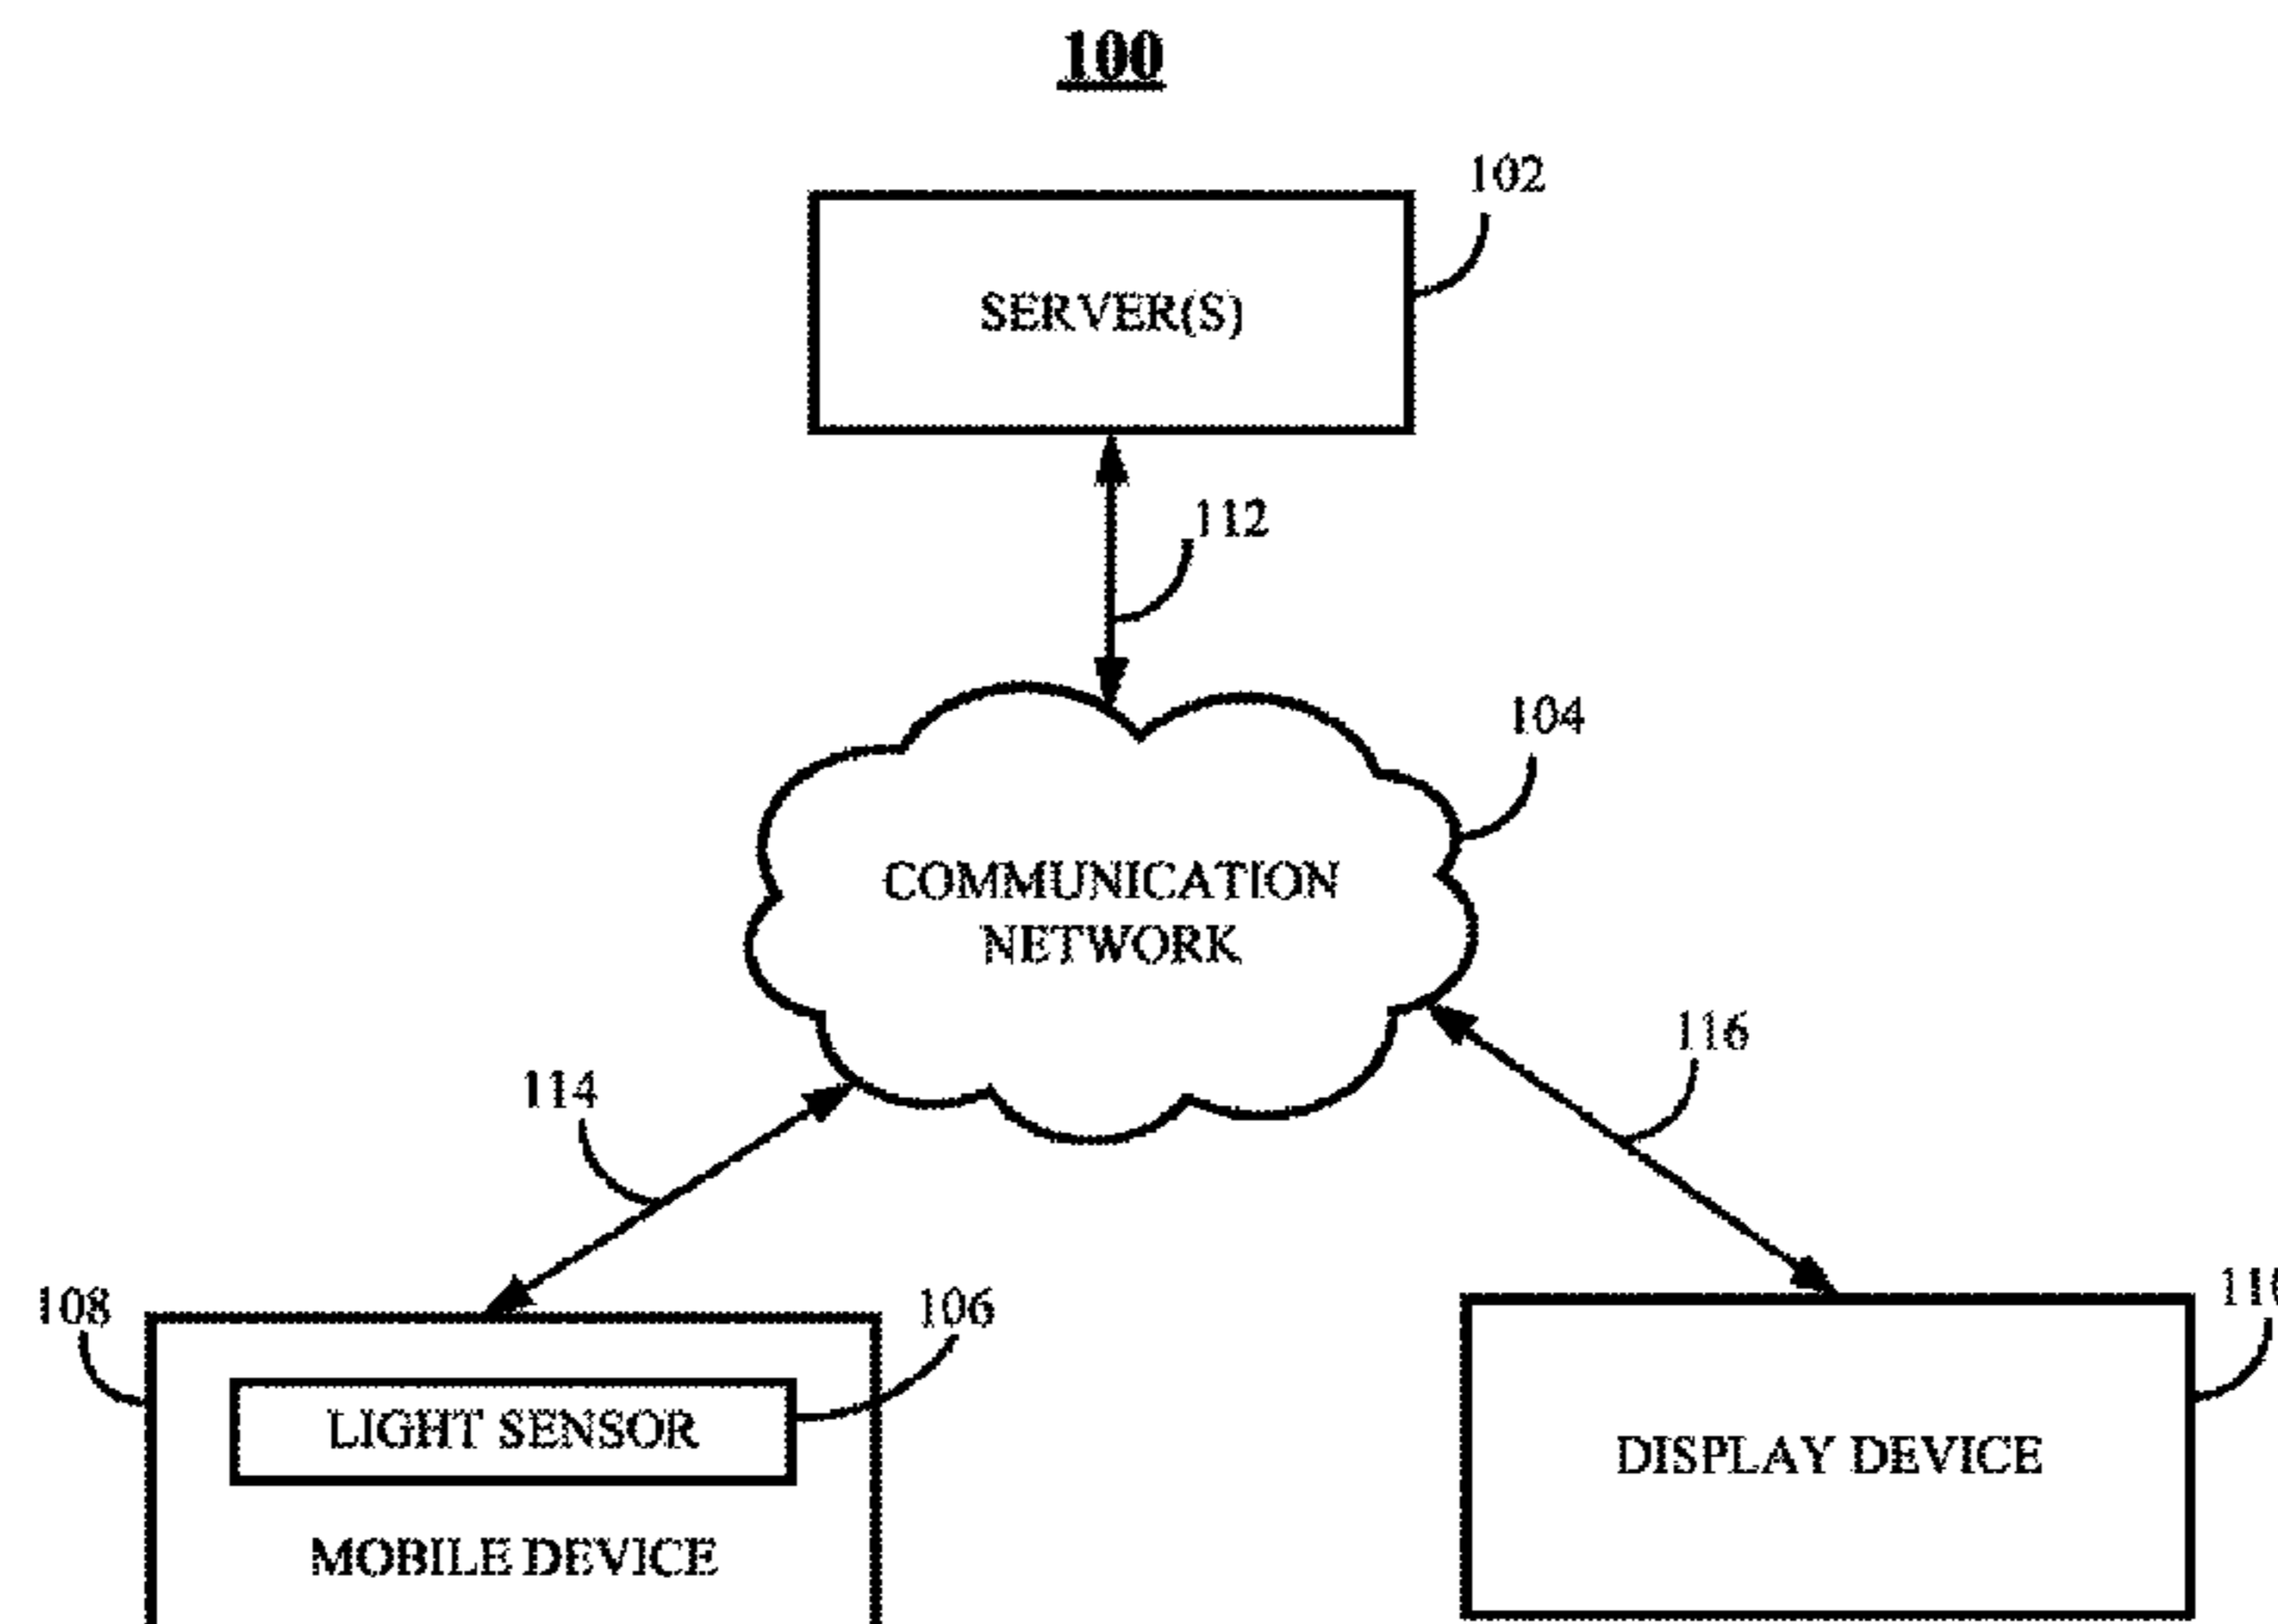 100
102
SERVER(S)
112
104
COMMUNICATION
NETWORK
116
114
108
106
LIGHT SENSOR
DISPLAY DEVICE
MOBILE DEVICE